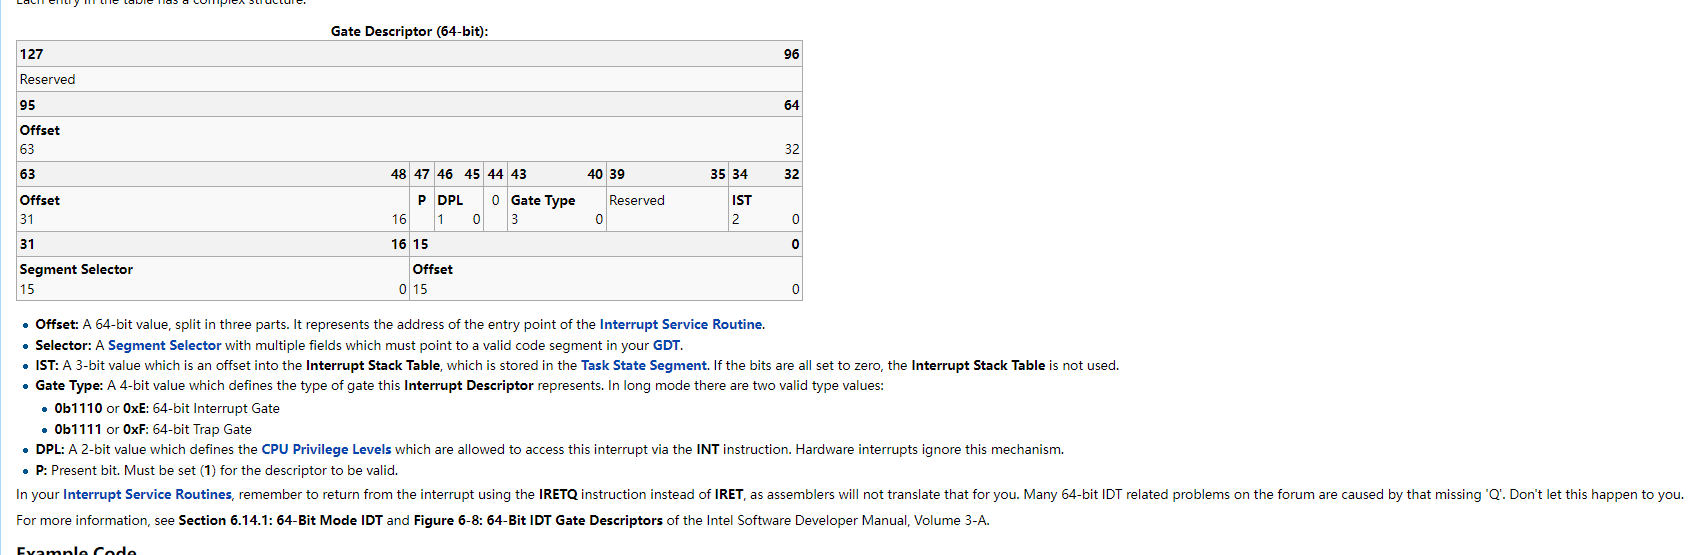 Each entry in the table has a complex structure:
Gate Descriptor (64-bit):
127 96
Reserved
95 64
Offset
63 32
63 48 47 46 45 44 43 40 39 35 34 32
Offset P DPL 0 Gate Type Reserved IST
31 16 1 0 3 0 2 0
31 16 15 0
Segment Selector Offset
15 0 15 0
• Offset: A 64-bit value, split in three parts. It represents the address of the entry point of the Interrupt Service Routine.
• Selector: A Segment Selector with multiple fields which must point to a valid code segment in your GDT.
• IST: A 3-bit value which is an offset into the Interrupt Stack Table, which is stored in the Task State Segment. If the bits are all set to zero, the Interrupt Stack Table is not used.
• Gate Type: A 4-bit value which defines the type of gate this Interrupt Descriptor represents. In long mode there are two valid type values:
• 0b1110 or 0xE: 64-bit Interrupt Gate
• 0b1111 or 0xF: 64-bit Trap Gate
• DPL: A 2-bit value which defines the CPU Privilege Levels which are allowed to access this interrupt via the INT instruction. Hardware interrupts ignore this mechanism.
• P: Present bit. Must be set (1) for the descriptor to be valid.
In your Interrupt Service Routines, remember to return from the interrupt using the IRETQ instruction instead of IRET, as assemblers will not translate that for you. Many 64-bit IDT related problems on the forum are caused by that missing 'Q'. Don't let this happen to you.
For more information, see Section 6.14.1: 64-Bit Mode IDT and Figure 6-8: 64-Bit IDT Gate Descriptors of the Intel Software Developer Manual, Volume 3-A.
Example Code